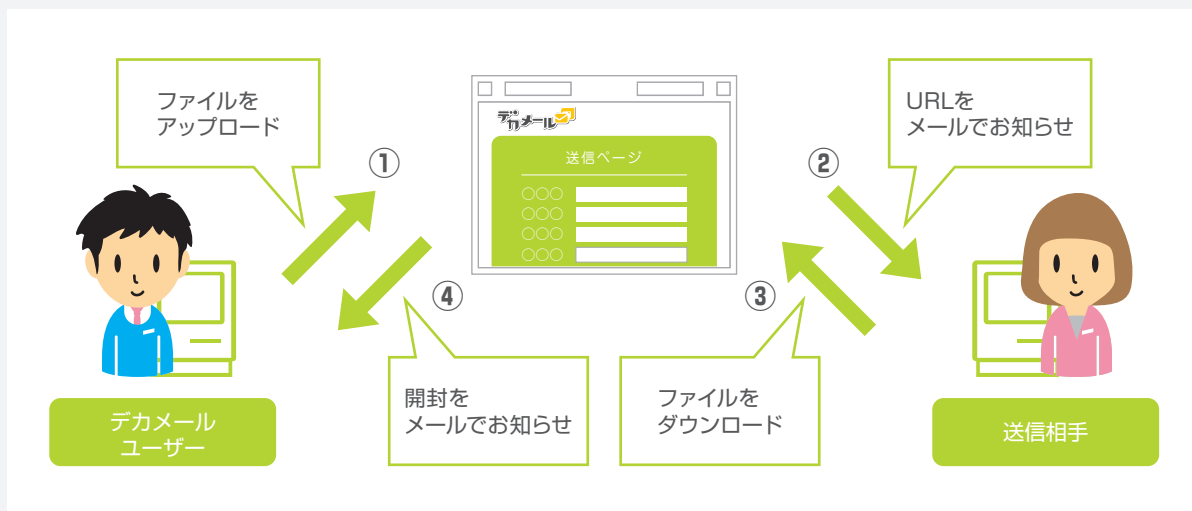 ファイルを
アップロード
①
デカメール
送信ページ
○○○
○○○
○○○
○○○
②
URLを
メールでお知らせ
④
開封を
メールでお知らせ
③
ファイルを
ダウンロード
デカメール
ユーザー
送信相手